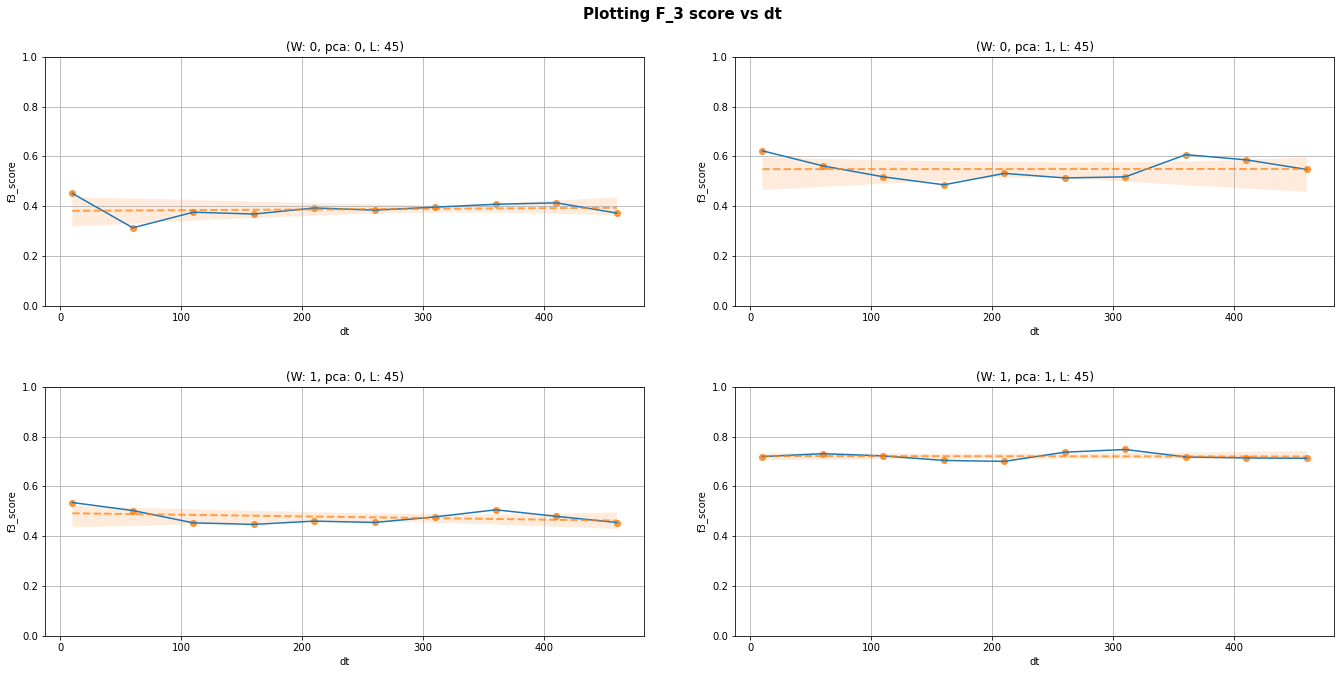 Plotting F_3 score vs dt
(W: 0, pca: 0, L: 45)
1.0
0.8
0.6
0.4
0.2
0.0
f3_score
0 100 200 300 400
dt
(W: 0, pca: 1, L: 45)
1.0
0.8
0.6
0.4
0.2
0.0
f3_score
0 100 200 300 400
dt
(W: 1, pca: 0, L: 45)
1.0
0.8
0.6
0.4
0.2
0.0
f3_score
0 100 200 300 400
dt
(W: 1, pca: 1, L: 45)
1.0
0.8
0.6
0.4
0.2
0.0
f3_score
0 100 200 300 400
dt